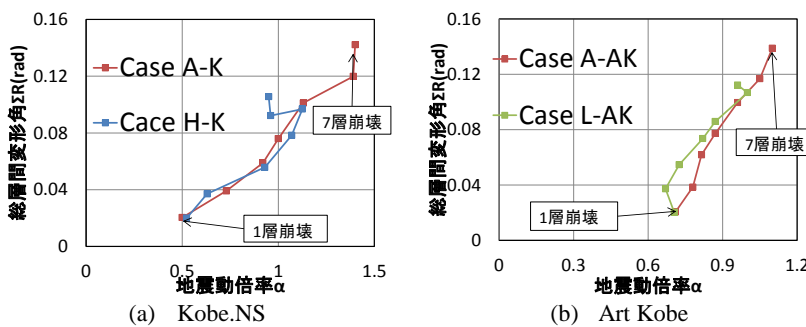 総層間変形角ΣR(rad)
0.16
0.12
0.08
0.04
0
Case A-K
Cace H-K
7層崩壊
1層崩壊
0
0.5
1
1.5
地震動倍率α
(a) Kobe.NS
総層間変形角ΣR(rad)
0.16
0.12
0.08
0.04
0
Case A-AK
Case L-AK
7層崩壊
1層崩壊
0
0.3
0.6
0.9
1.2
地震動倍率α
(b) Art Kobe